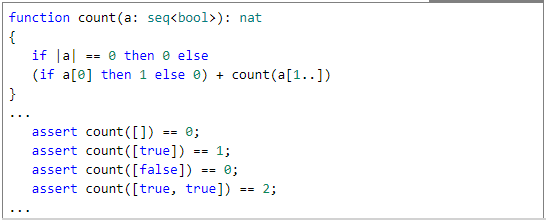 function count(a: seq<bool>): nat
{
   if |a| == 0 then 0 else
   (if a[0] then 1 else 0) + count(a[1..])
}
...
   assert count([]) == 0;
   assert count([true]) == 1;
   assert count([false]) == 0;
   assert count([true, true]) == 2;
...